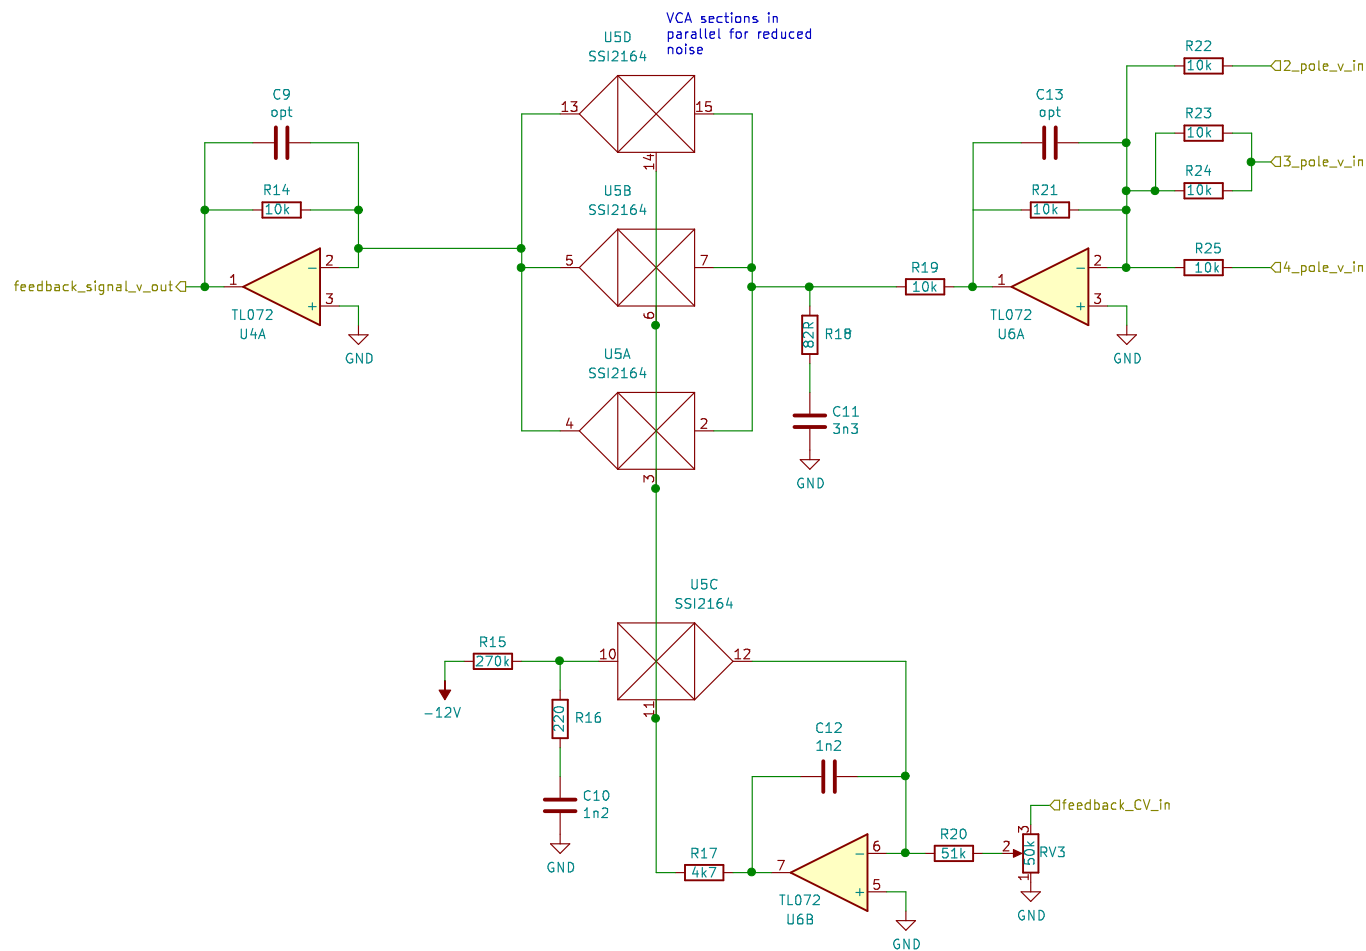 VCA sections in
parallel for reduced
noise
U5D
SSI2164
13
15
14
C9
opt
R14
10k
feedback_signal_v_out
1
2
3
−
+
TL072
U4A
GND
U5B
SSI2164
5
7
6
U5A
SSI2164
4
2
3
C13
opt
R21
10k
R19
10k
1
2
3
−
+
TL072
U6A
GND
R22
10k
2_pole_v_in
R23
10k
R24
10k
3_pole_v_in
R25
10k
4_pole_v_in
82R
R18
C11
3n3
GND
U5C
SSI2164
10
12
11
R15
270k
-12V
220
R16
C10
1n2
GND
C12
1n2
R17
4k7
7
6
5
−
+
TL072
U6B
GND
R20
51k
feedback_CV_in
3
2
1
50k
RV3
GND